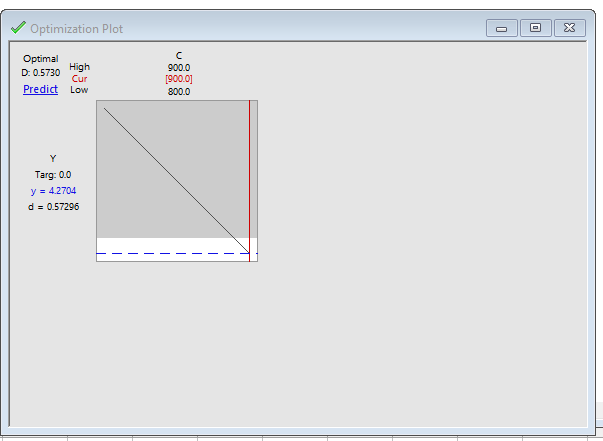 Optimization Plot
Optimal
D: 0.5730
Predict
High
Cur
Low
C
900.0
[900.0]
800.0
Y
Targ: 0.0
y = 4.2704
d = 0.57296